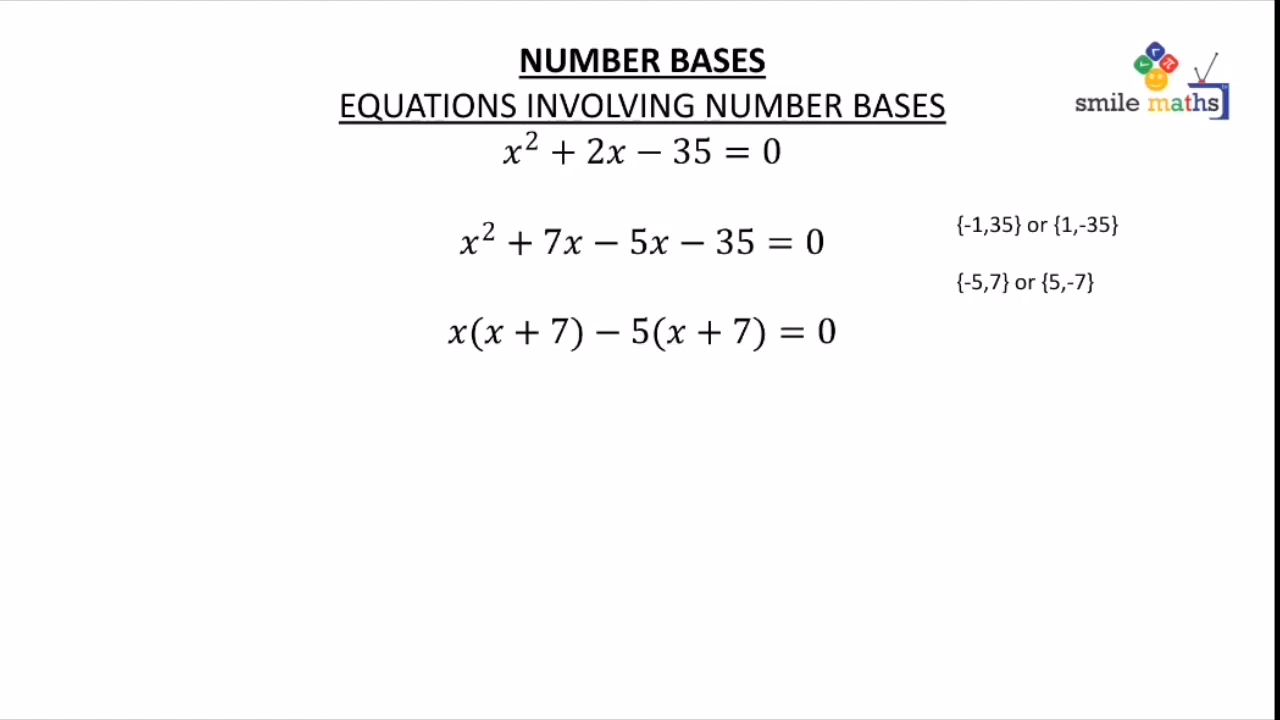 NUMBER BASES
EQUATIONS INVOLVING NUMBER BASES
smile maths
x² + 2x − 35 = 0
x² + 7x − 5x − 35 = 0
{-1,35} or {1,-35}
{-5,7} or {5,-7}
x(x + 7) − 5(x + 7) = 0